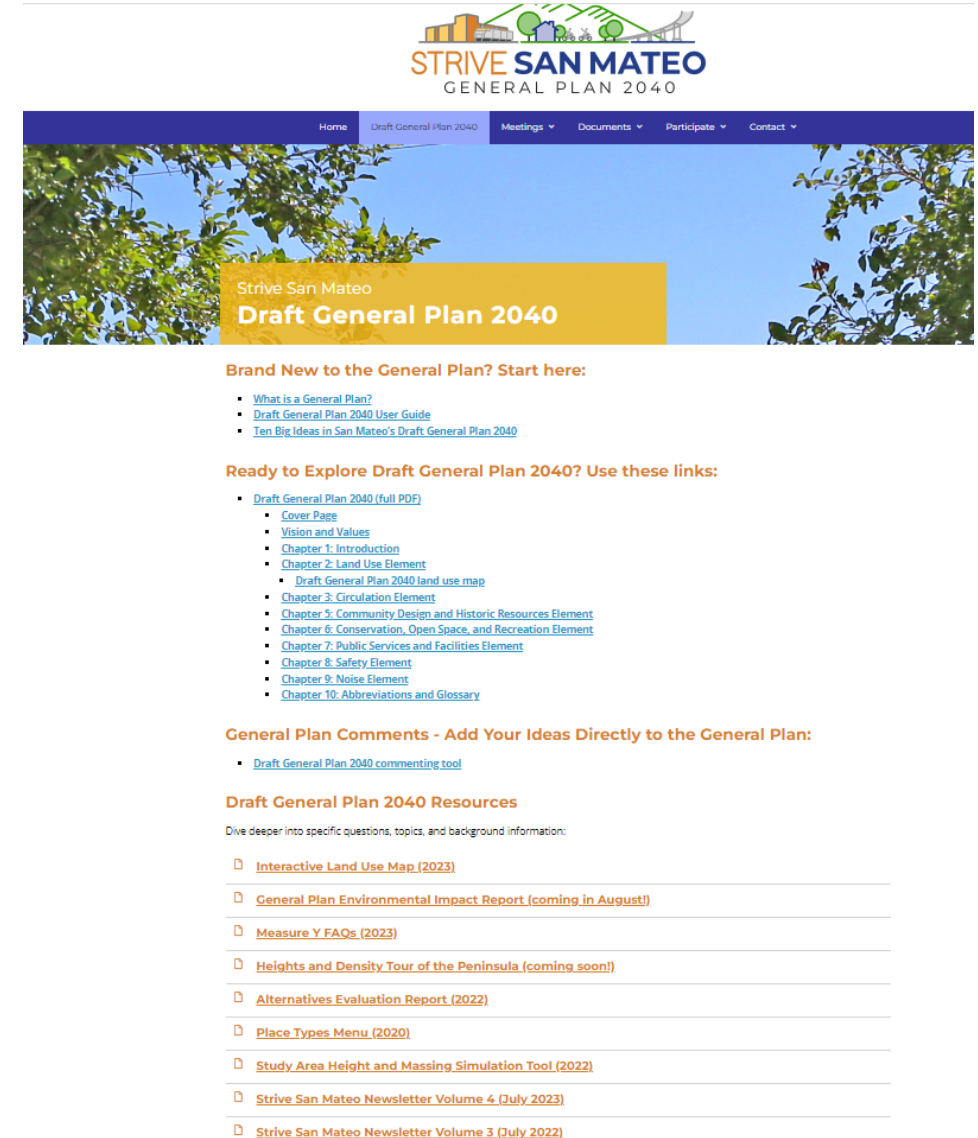 STRIVE SAN MATEO
GENERAL PLAN 2040
Home Draft General Plan 2040 Meetings Documents Participate Contact
Strive San Mateo
Draft General Plan 2040
Brand New to the General Plan? Start here:
What is a General Plan?
Draft General Plan 2040 User Guide
Ten Big Ideas in San Mateo's Draft General Plan 2040
Ready to Explore Draft General Plan 2040? Use these links:
Draft General Plan 2040 (full PDF)
Cover Page
Vision and Values
Chapter 1: Introduction
Chapter 2: Land Use Element
Draft General Plan 2040 land use map
Chapter 3: Circulation Element
Chapter 5: Community Design and Historic Resources Element
Chapter 6: Conservation, Open Space, and Recreation Element
Chapter 7: Public Services and Facilities Element
Chapter 8: Safety Element
Chapter 9: Noise Element
Chapter 10: Abbreviations and Glossary
General Plan Comments - Add Your Ideas Directly to the General Plan:
Draft General Plan 2040 commenting tool
Draft General Plan 2040 Resources
Dive deeper into specific questions, topics, and background information:
Interactive Land Use Map (2023)
General Plan Environmental Impact Report (coming in August!)
Measure Y FAQs (2023)
Heights and Density Tour of the Peninsula (coming soon!)
Alternatives Evaluation Report (2022)
Place Types Menu (2020)
Study Area Height and Massing Simulation Tool (2022)
Strive San Mateo Newsletter Volume 4 (July 2023)
Strive San Mateo Newsletter Volume 3 (July 2022)